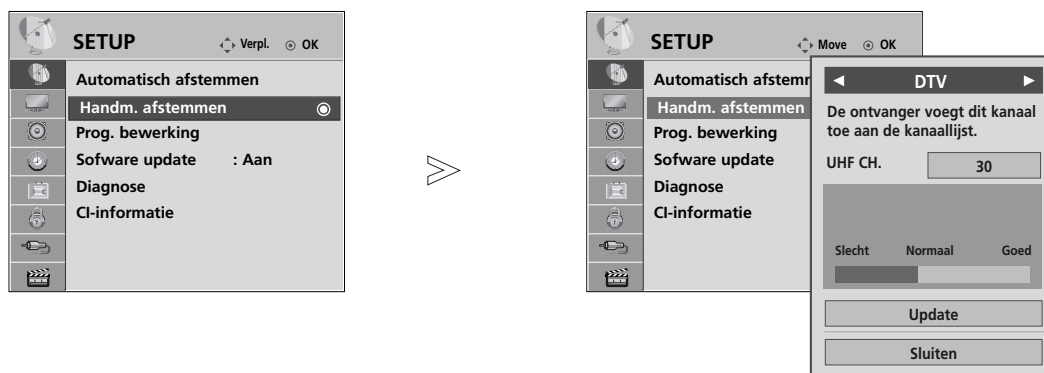 SETUP Verpl. OK
Automatisch afstemmen
Handm. afstemmen
Prog. bewerking
Sofware update : Aan
Diagnose
CI-informatie
SETUP Move OK
Automatisch afstemm
Handm. afstemmen
Prog. bewerking
Sofware update
Diagnose
CI-informatie
DTV
De ontvanger voegt dit kanaal
toe aan de kanaallijst.
UHF CH. 30
Slecht Normaal Goed
Update
Sluiten